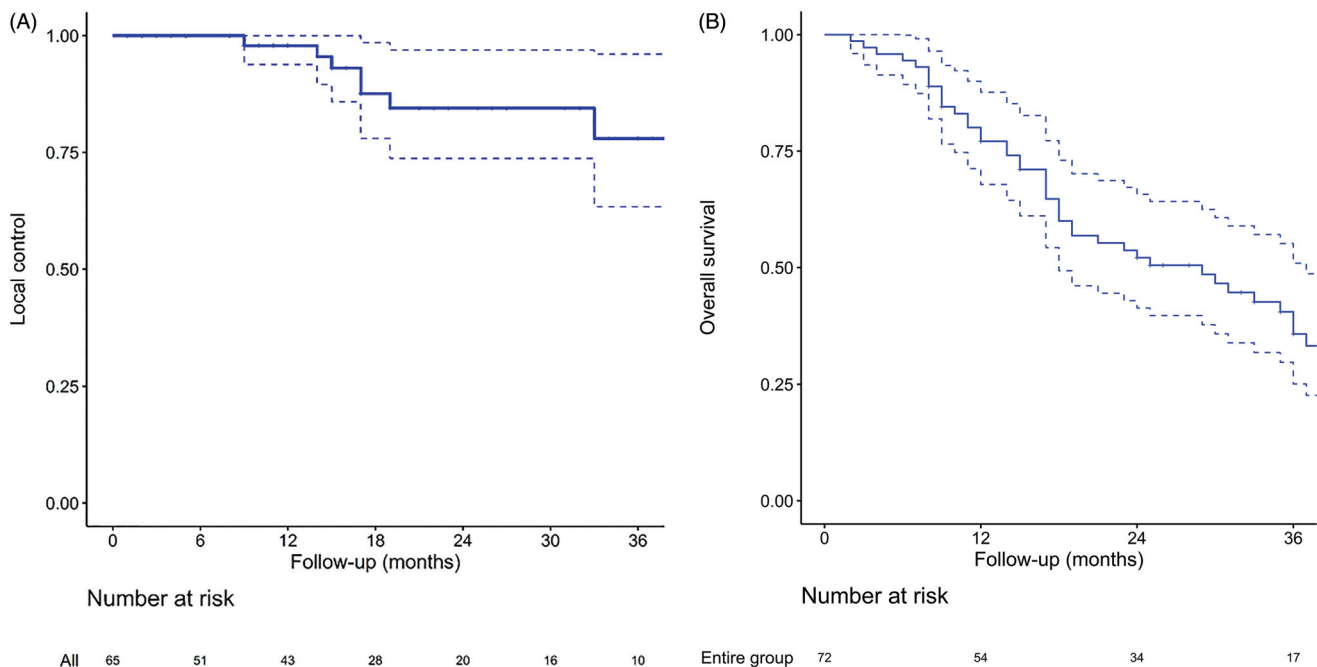 (A)
Local control
1.00
0.75
0.50
0.25
0.00
0 6 12 18 24 30 36
Follow-up (months)
Number at risk
All 65 51 43 28 20 16 10
(B)
Overall survival
1.00
0.75
0.50
0.25
0.00
0 12 24 36
Follow-up (months)
Number at risk
Entire group 72 54 34 17